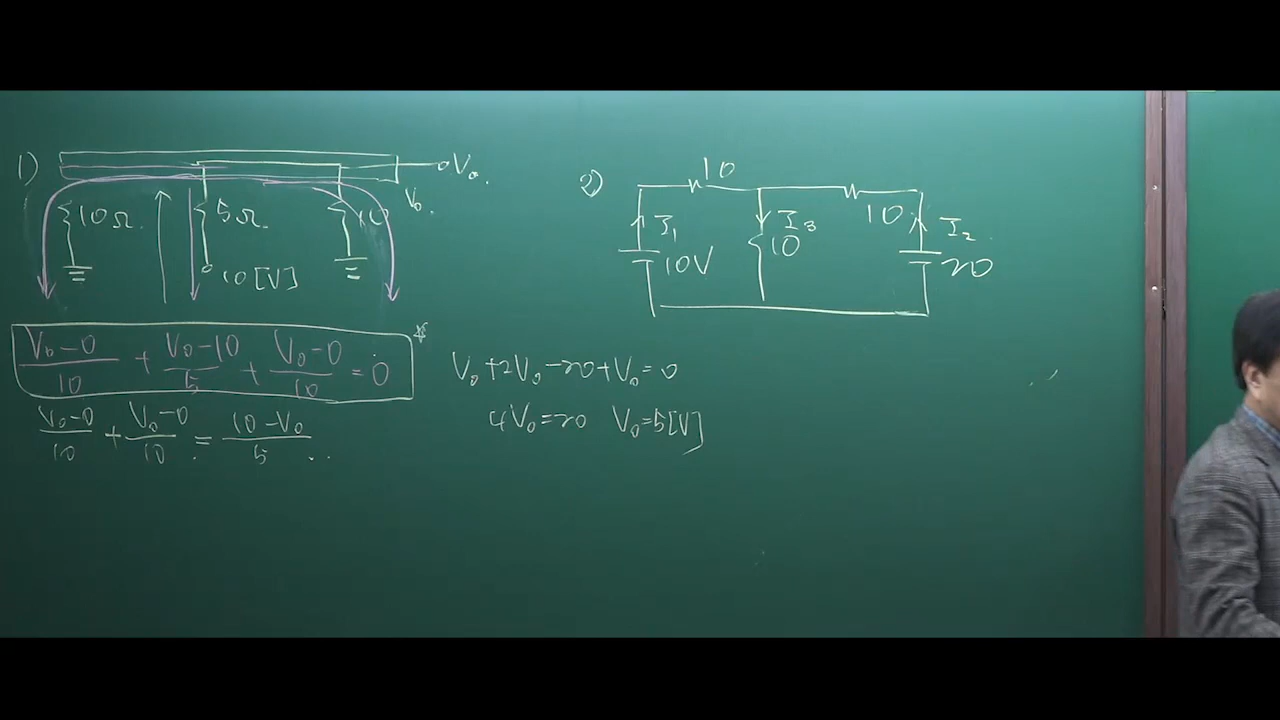 1)
V₀
V₀.
10Ω
5Ω
10
10[V]
(V₀-0)/10 + (V₀-10)/5 + (V₀-0)/10 = 0 *
(V₀-0)/10 + (V₀-0)/10 = (10-V₀)/5
V₀+2V₀-20+V₀=0
4V₀=20 V₀=5[V]
2)
10
10
I₁
I₃
I₂
10V
10
20